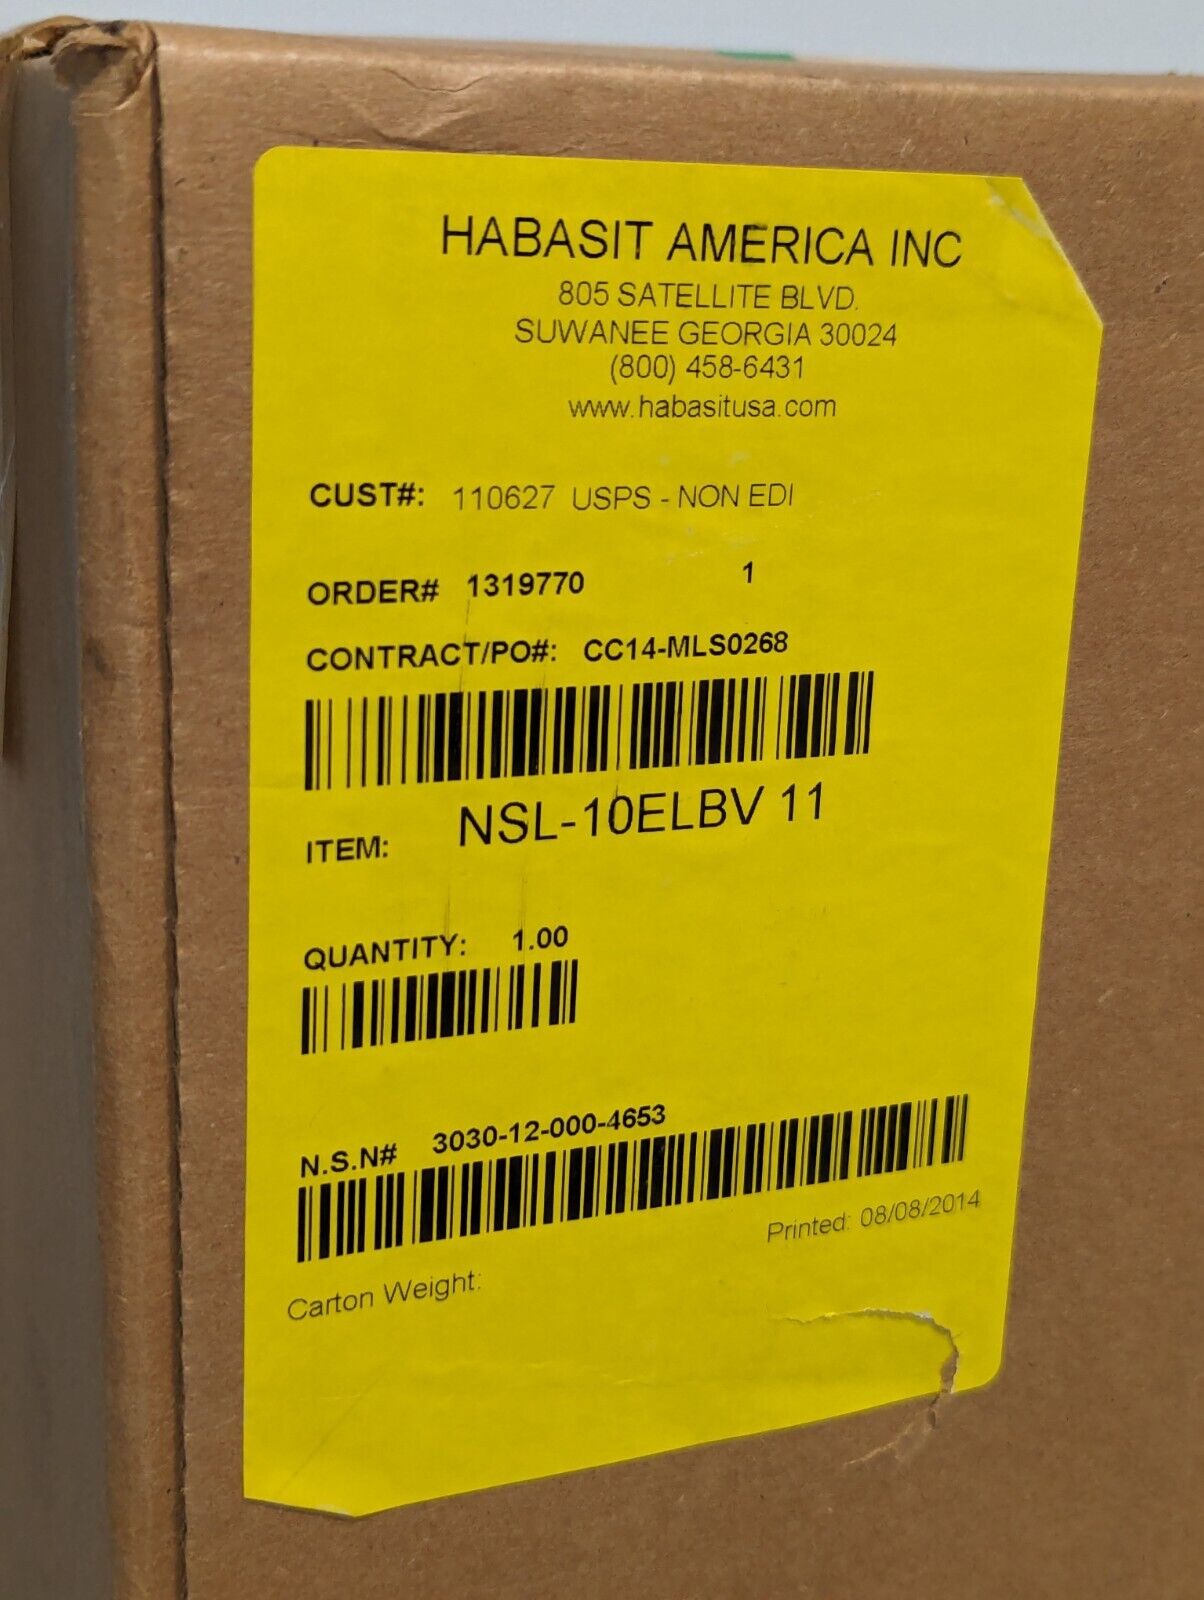 HABASIT AMERICA INC
805 SATELLITE BLVD.
SUWANEE GEORGIA 30024
(800) 458-6431
www.habasitusa.com
CUST#: 110627 USPS - NON EDI
ORDER# 1319770 1
CONTRACT/PO#: CC14-MLS0268
ITEM: NSL-10ELBV 11
QUANTITY: 1.00
N.S.N# 3030-12-000-4653
Printed: 08/08/2014
Carton Weight: